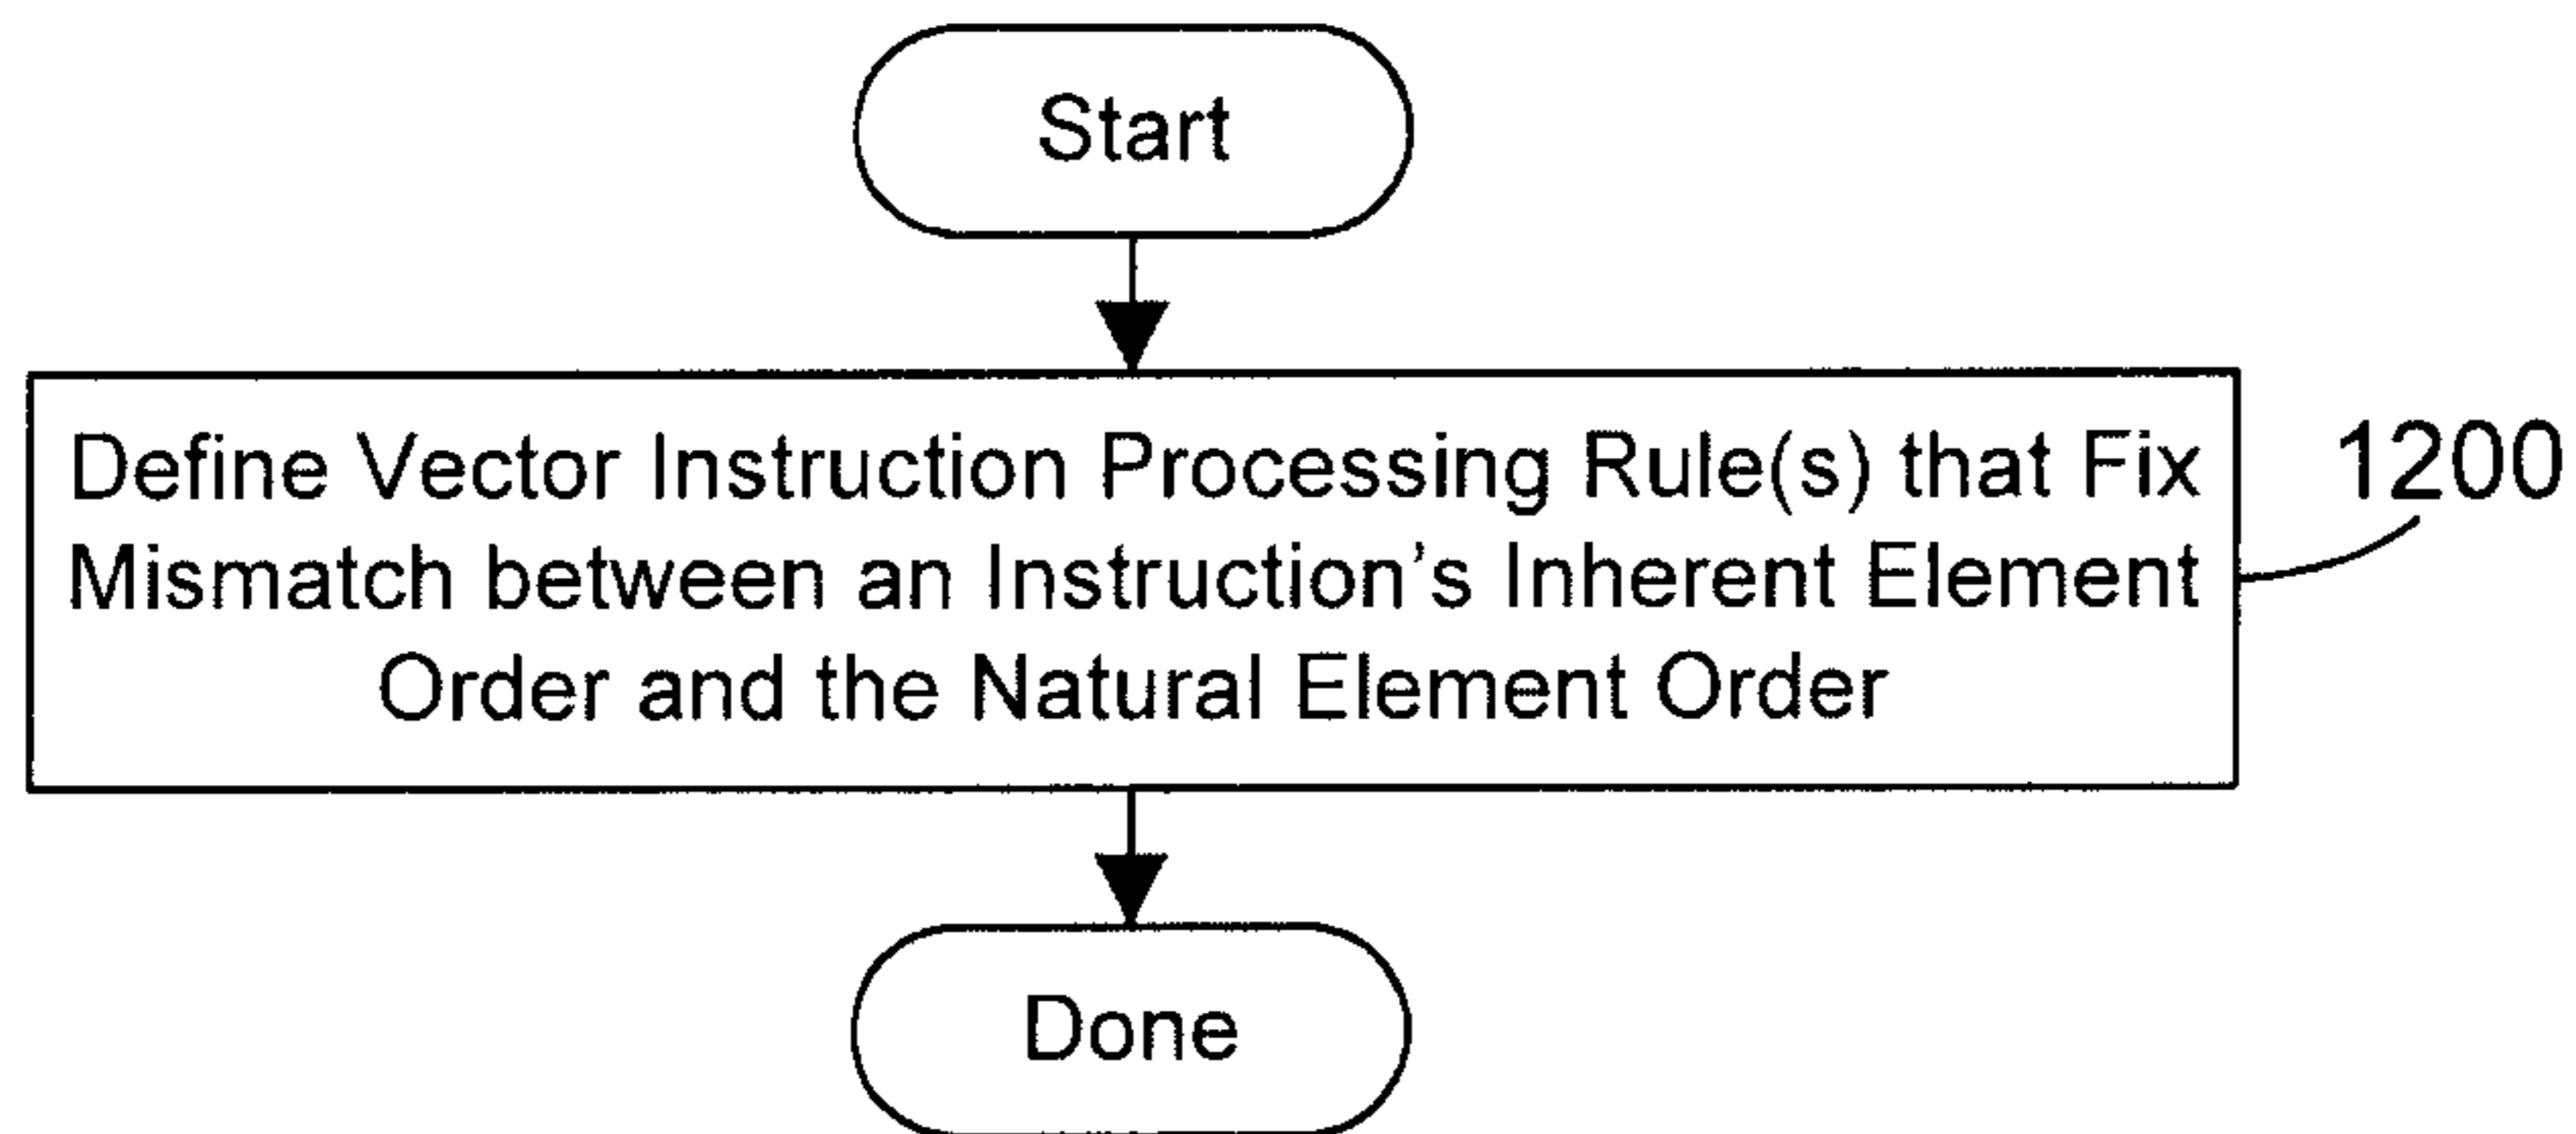 Start
Define Vector Instruction Processing Rule(s) that Fix
Mismatch between an Instruction’s Inherent Element
Order and the Natural Element Order
1200
Done